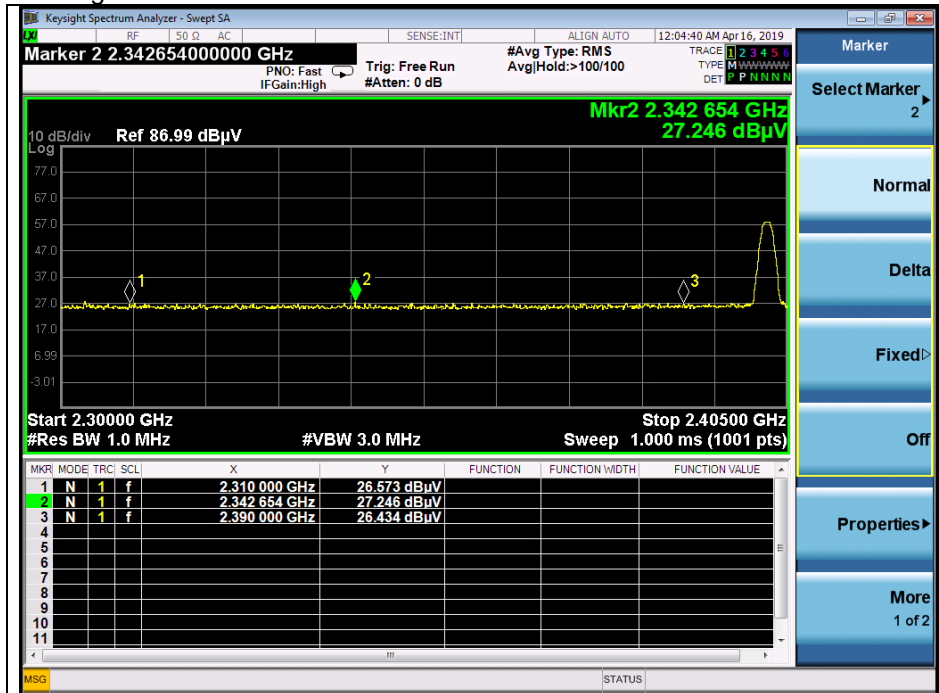 Keysight Spectrum Analyzer - Swept SA
LXI RF 50 Ω AC SENSE:INT ALIGN AUTO 12:04:40 AM Apr 16, 2019
Marker 2 2.342654000000 GHz
PNO: Fast
IFGain:High
Trig: Free Run
#Atten: 0 dB
#Avg Type: RMS
Avg|Hold:>100/100
TRACE 1 2 3 4 5 6
TYPE M W W W W W
DET P P N N N N
Mkr2 2.342 654 GHz
27.246 dBµV
10 dB/div Ref 86.99 dBµV
Log
77.0
67.0
57.0
47.0
37.0
27.0
17.0
6.99
-3.01
1
2
3
Start 2.30000 GHz Stop 2.40500 GHz
#Res BW 1.0 MHz #VBW 3.0 MHz Sweep 1.000 ms (1001 pts)
MKR MODE TRC SCL X Y FUNCTION FUNCTION WIDTH FUNCTION VALUE
1 N 1 f 2.310 000 GHz 26.573 dBµV
2 N 1 f 2.342 654 GHz 27.246 dBµV
3 N 1 f 2.390 000 GHz 26.434 dBµV
4
5
6
7
8
9
10
11
MSG STATUS
Marker
Select Marker
2
Normal
Delta
Fixed
Off
Properties
More
1 of 2